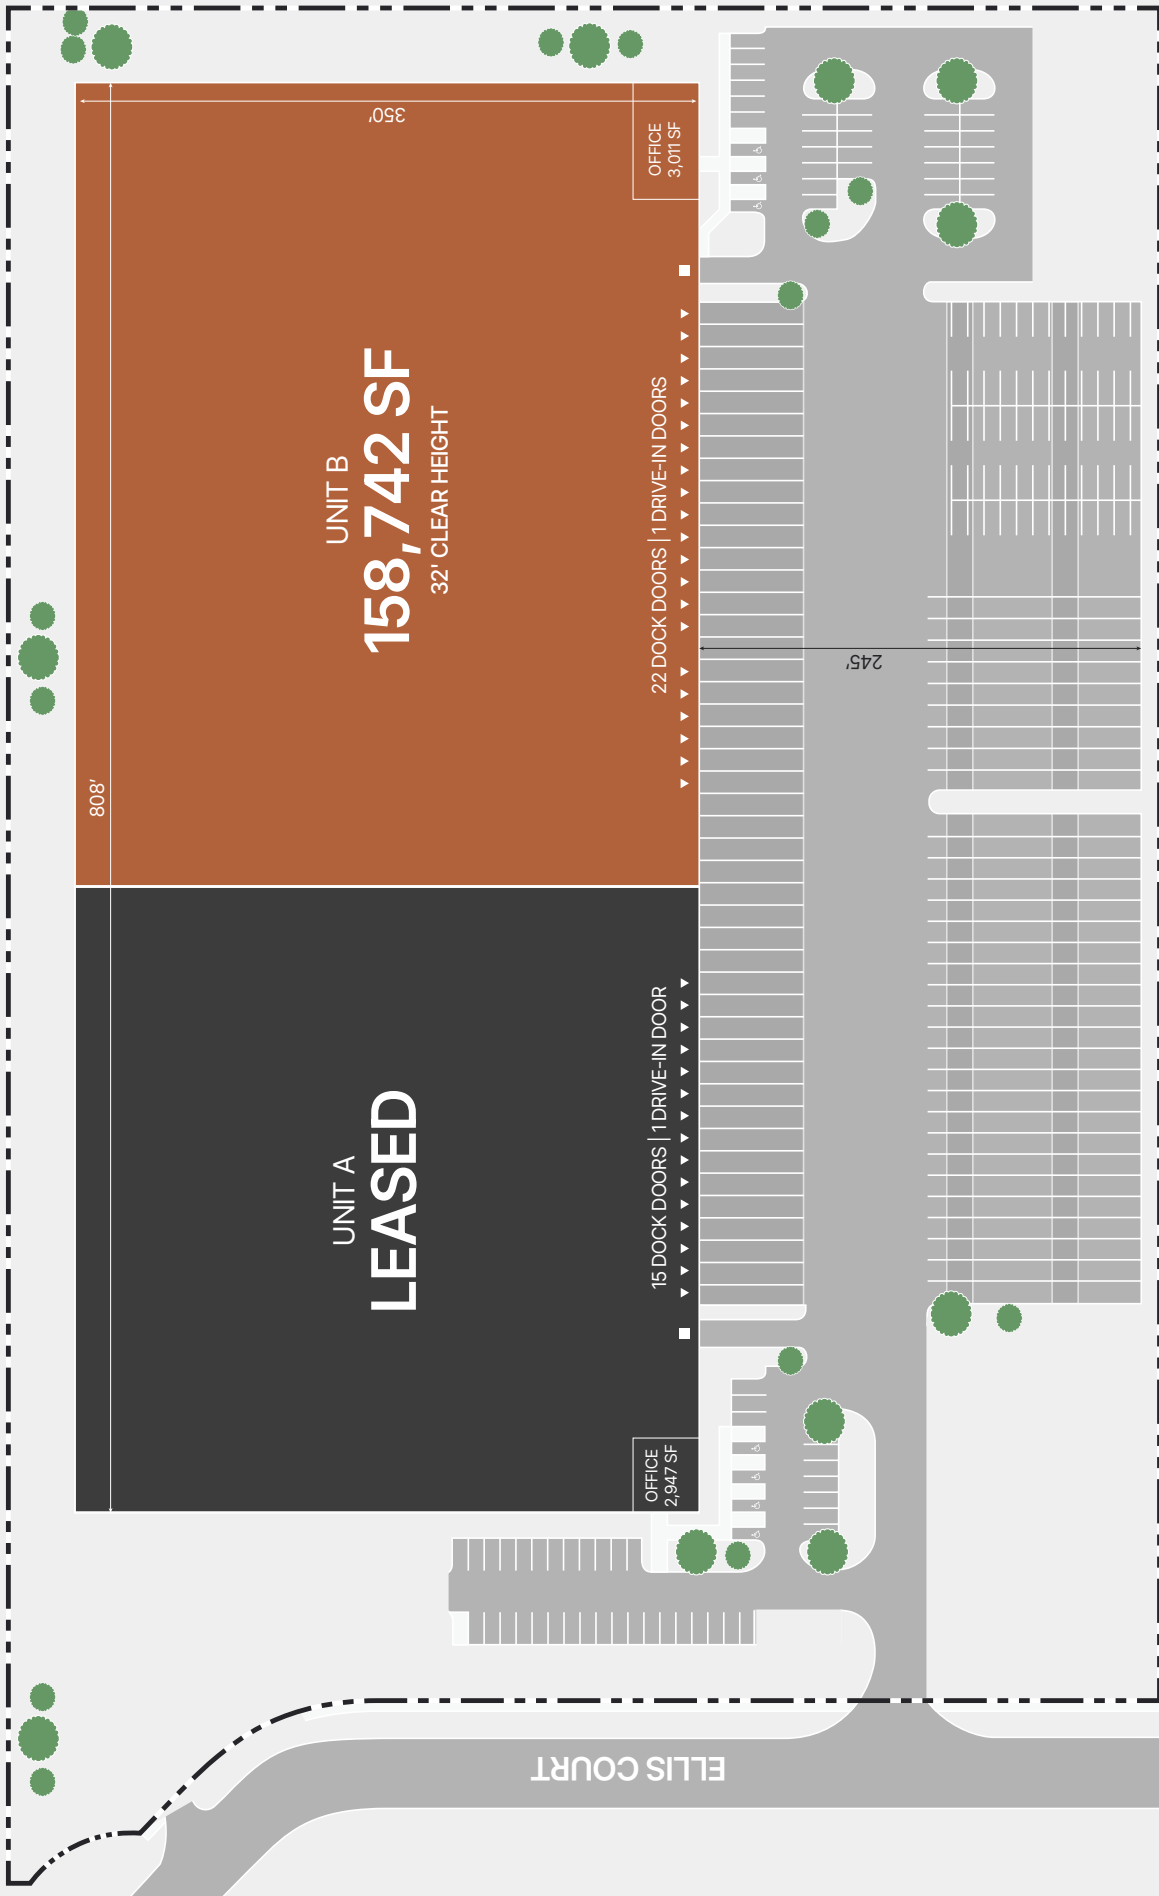 350'
OFFICE
3,011 SF
UNIT B
158,742 SF
32' CLEAR HEIGHT
22 DOCK DOORS | 1 DRIVE-IN DOORS
245'
808'
UNIT A
LEASED
15 DOCK DOORS | 1 DRIVE-IN DOOR
OFFICE
2,947 SF
ELLIS COURT